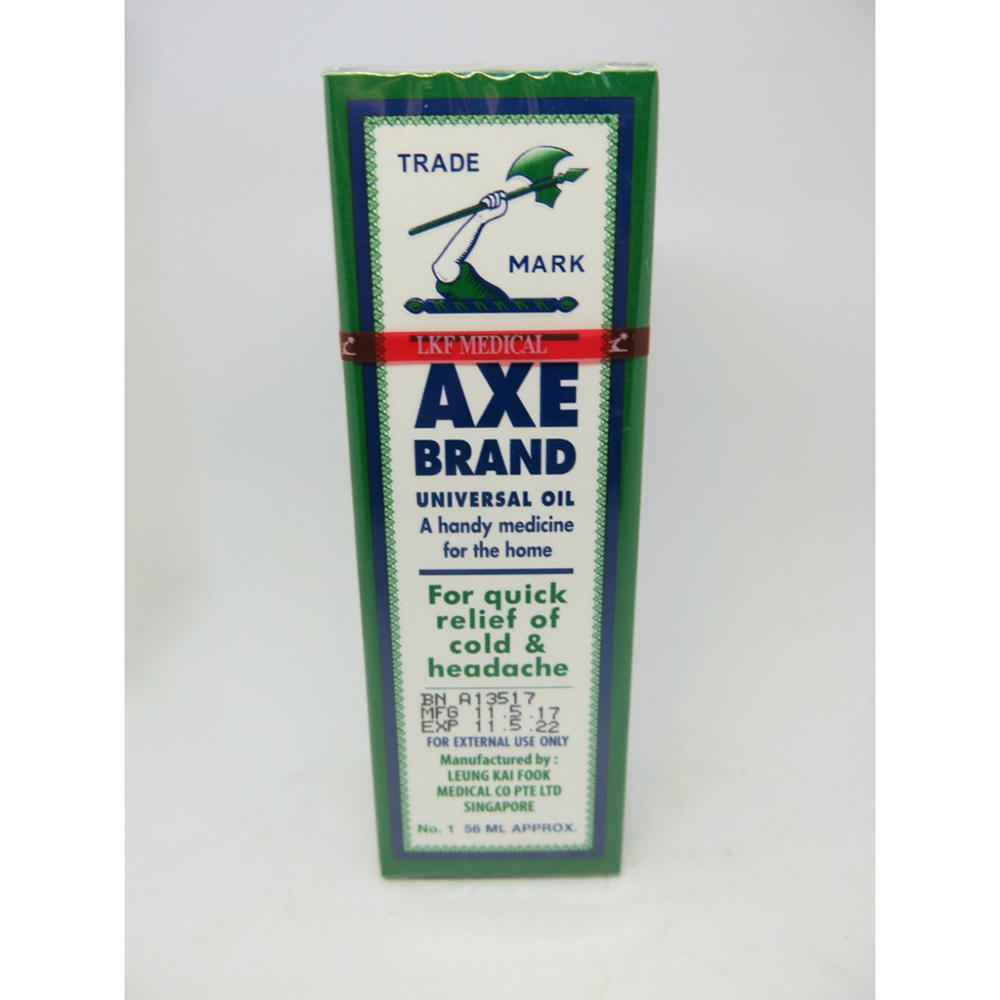 TRADE
MARK
LKF MEDICAL
AXE
BRAND
UNIVERSAL OIL
A handy medicine
for the home
For quick
relief of
cold &
headache
BN A13517
MFG 11.5.17
EXP 11.5.22
FOR EXTERNAL USE ONLY
Manufactured by :
LEUNG KAI FOOK
MEDICAL CO PTE LTD
SINGAPORE
No. 1 56 ML APPROX.